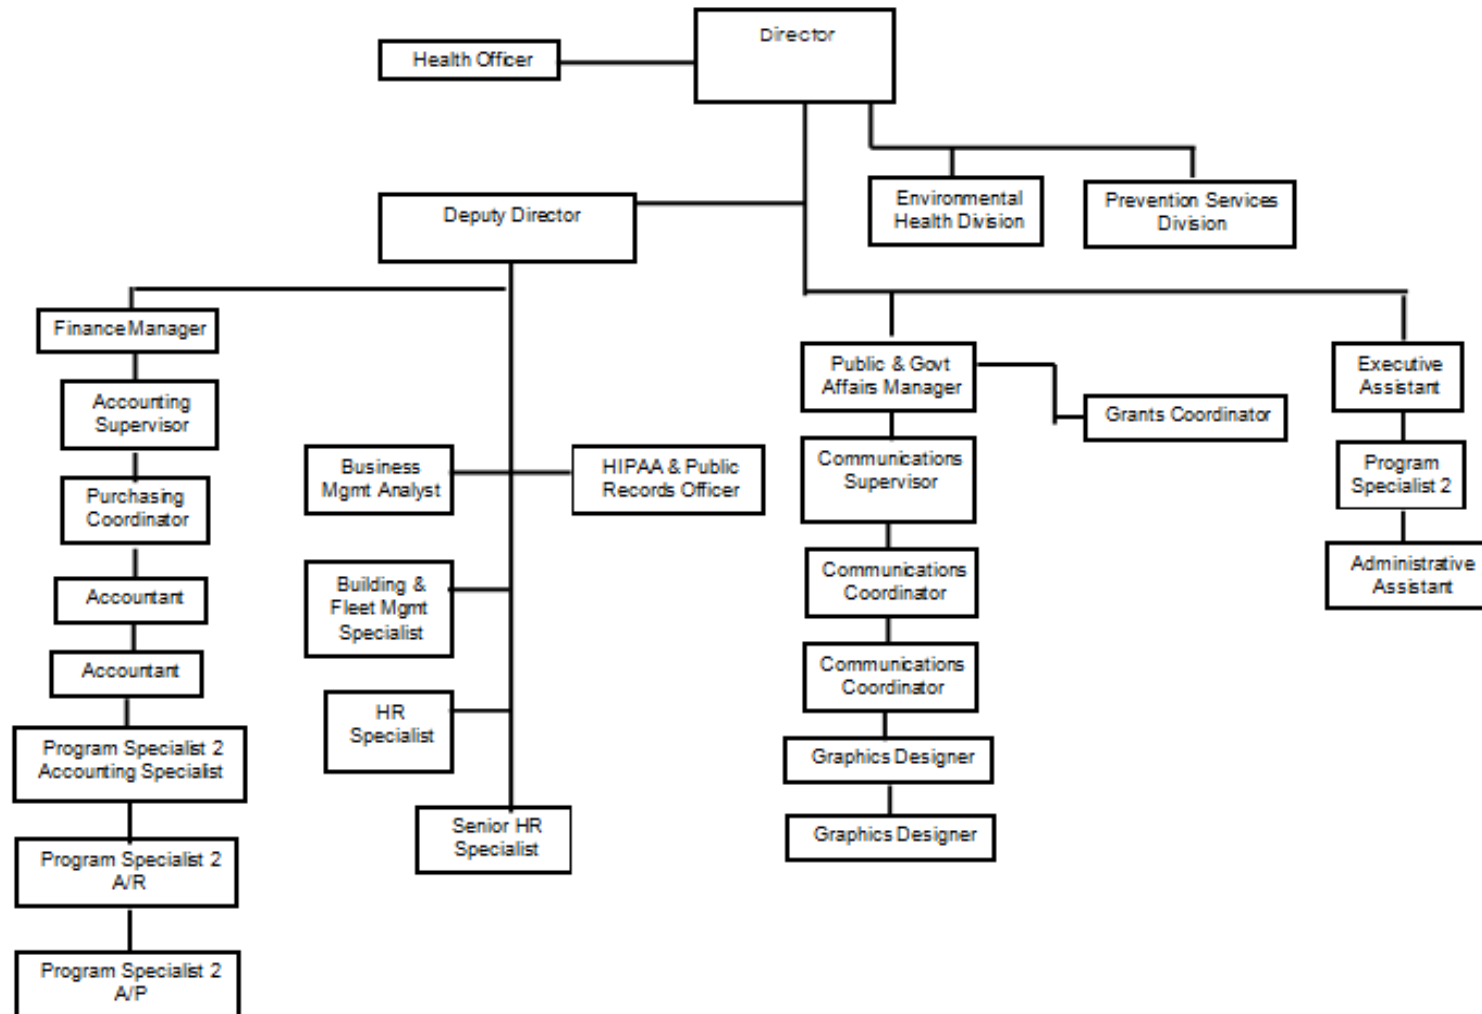 Director
Health Officer
Environmental
Health Division
Prevention Services
Division
Deputy Director
Finance Manager
Accounting
Supervisor
Purchasing
Coordinator
Accountant
Accountant
Program Specialist 2
Accounting Specialist
Program Specialist 2
A/R
Program Specialist 2
A/P
Business
Mgmt Analyst
HIPAA & Public
Records Officer
Building &
Fleet Mgmt
Specialist
HR
Specialist
Senior HR
Specialist
Public & Govt
Affairs Manager
Grants Coordinator
Communications
Supervisor
Communications
Coordinator
Communications
Coordinator
Graphics Designer
Graphics Designer
Executive
Assistant
Program
Specialist 2
Administrative
Assistant